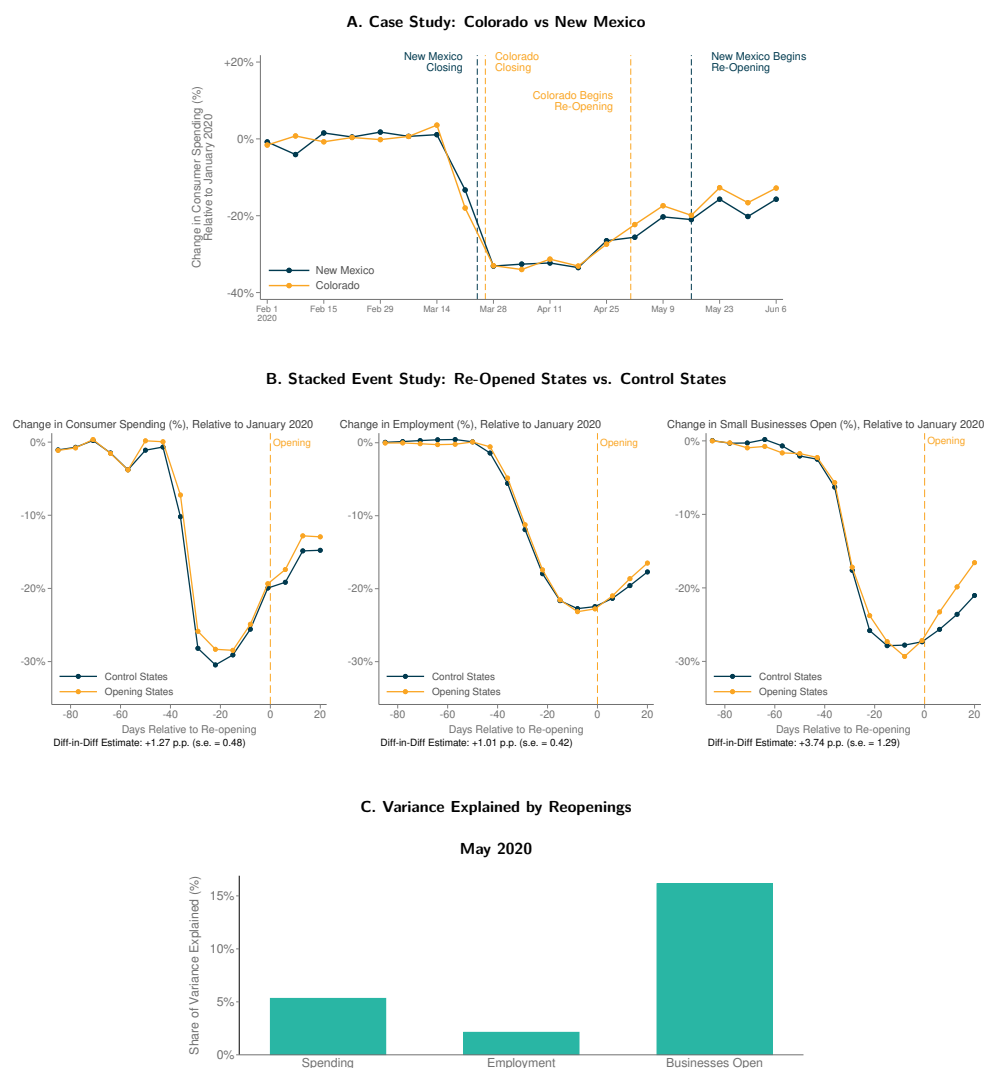 A. Case Study: Colorado vs New Mexico
New Mexico
Closing
Colorado
Closing
New Mexico Begins
Re-Opening
Colorado Begins
Re-Opening
Change in Consumer Spending (%)
Relative to January 2020
+20%
0%
-20%
-40%
New Mexico
Colorado
Feb 1
2020
Feb 15
Feb 29
Mar 14
Mar 28
Apr 11
Apr 25
May 9
May 23
Jun 6
B. Stacked Event Study: Re-Opened States vs. Control States
Change in Consumer Spending (%), Relative to January 2020
Opening
0%
-10%
-20%
-30%
Control States
Opening States
-80 -60 -40 -20 0 20
Days Relative to Re-opening
Diff-in-Diff Estimate: +1.27 p.p. (s.e. = 0.48)
Change in Employment (%), Relative to January 2020
Opening
0%
-10%
-20%
-30%
Control States
Opening States
-80 -60 -40 -20 0 20
Days Relative to Re-opening
Diff-in-Diff Estimate: +1.01 p.p. (s.e. = 0.42)
Change in Small Businesses Open (%), Relative to January 2020
Opening
0%
-10%
-20%
-30%
Control States
Opening States
-80 -60 -40 -20 0 20
Days Relative to Re-opening
Diff-in-Diff Estimate: +3.74 p.p. (s.e. = 1.29)
C. Variance Explained by Reopenings
May 2020
Share of Variance Explained (%)
15%
10%
5%
0%
Spending
Employment
Businesses Open